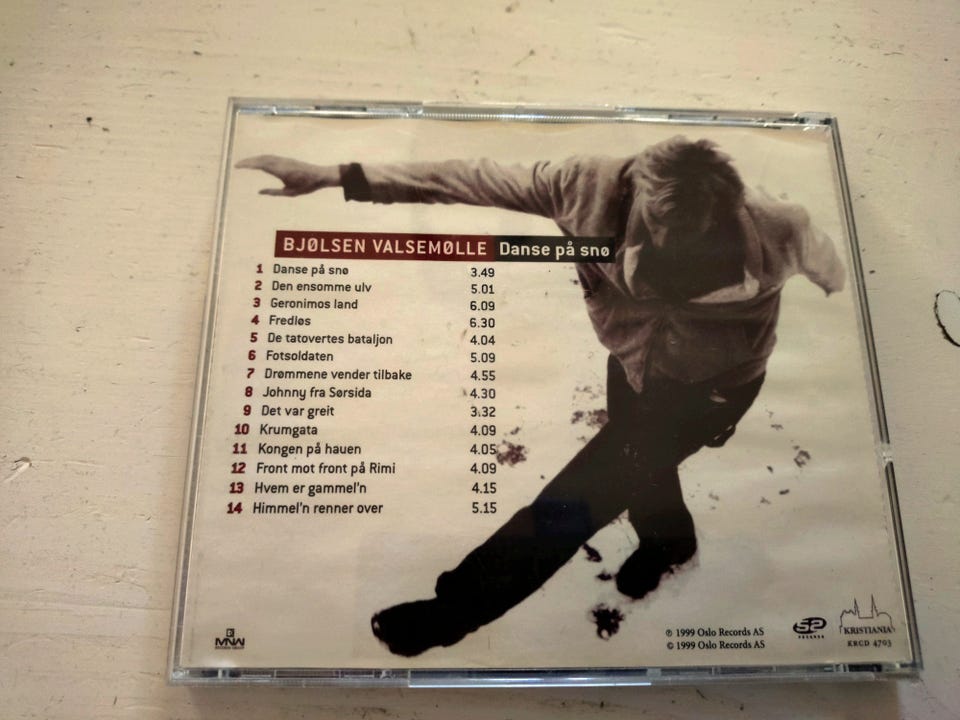 BJØLSEN VALSEMØLLE Danse på snø
1 Danse på snø 3.49
2 Den ensomme ulv 5.01
3 Geronimos land 6.09
4 Fredløs 6.30
5 De tatovertes bataljon 4.04
6 Fotsoldaten 5.09
7 Drømmene vender tilbake 4.55
8 Johnny fra Sørsida 4.30
9 Det var greit 3.32
10 Krumgata 4.09
11 Kongen på hauen 4.05
12 Front mot front på Rimi 4.09
13 Hvem er gammel'n 4.15
14 Himmel'n renner over 5.15
MNW
℗ 1999 Oslo Records AS
© 1999 Oslo Records AS
KRISTIANIA
KRCD 4703